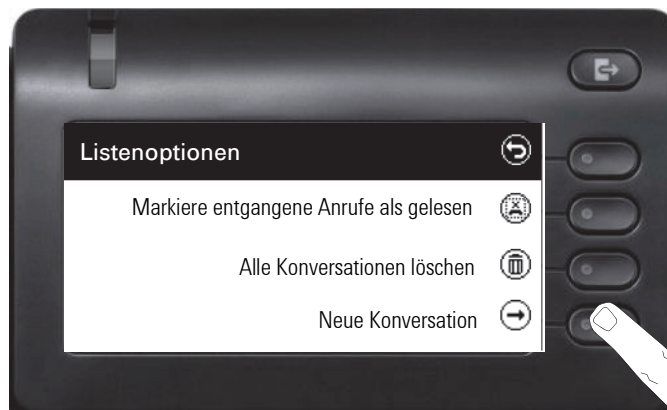 Listenoptionen
Markiere entgangene Anrufe als gelesen
Alle Konversationen löschen
Neue Konversation